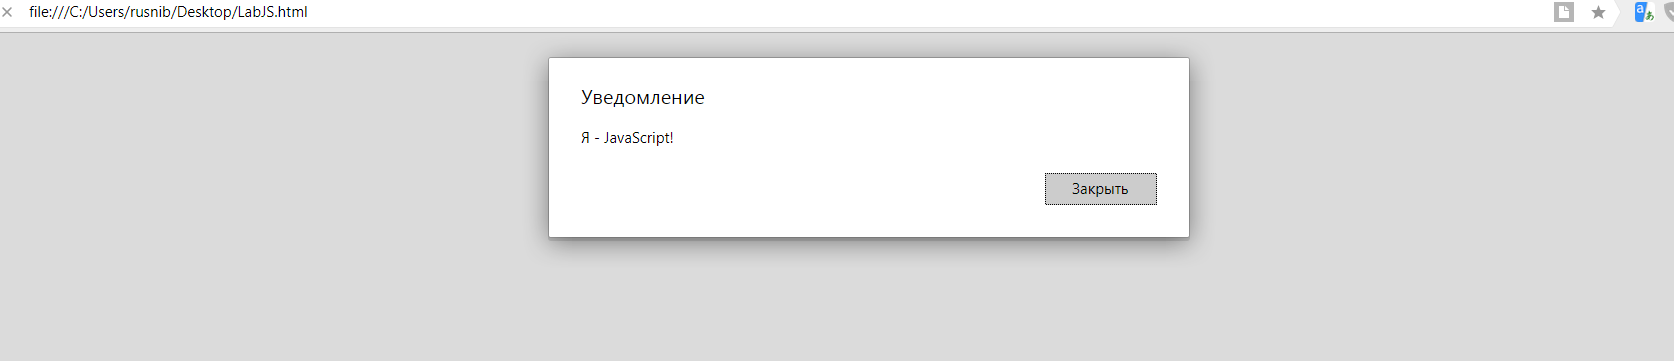 file:///C:/Users/rusnib/Desktop/LabJS.html
Уведомление
Я - JavaScript!
Закрыть